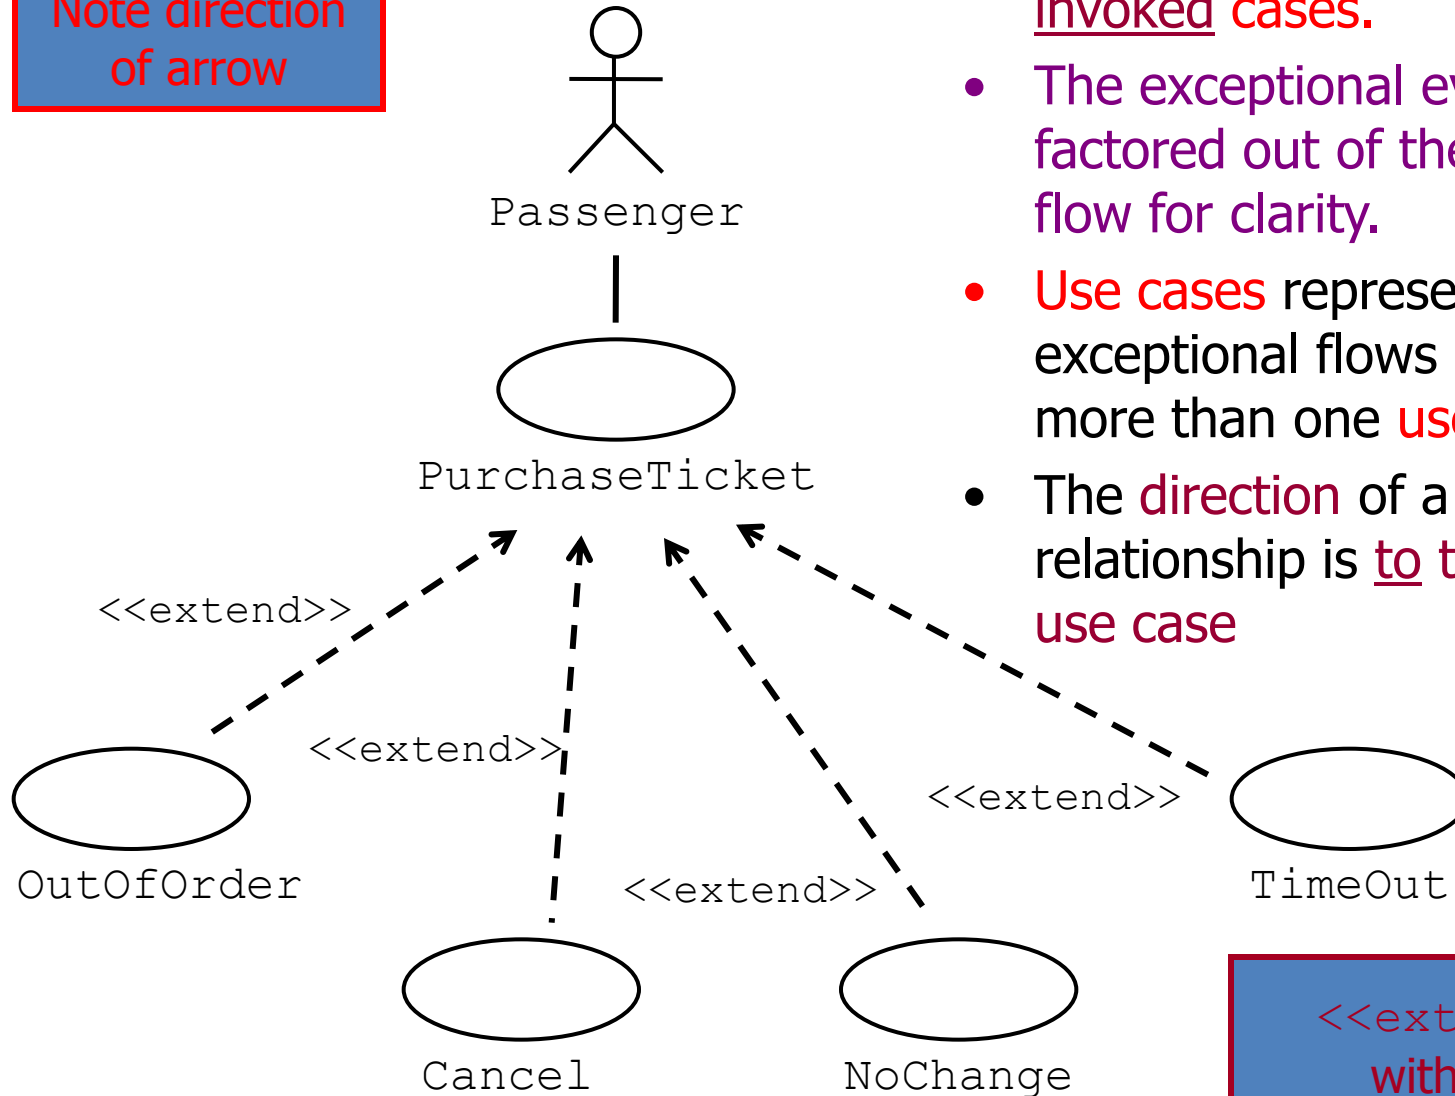 Note direction
of arrow
Passenger
PurchaseTicket
<<extend>>
<<extend>>
<<extend>>
<<extend>>
OutOfOrder
Cancel
NoChange
TimeOut
invoked cases.
• The exceptional
factored out of
flow for clarity.
• Use cases
exceptional flows
more than one
• The direction of a
relationship is to
use case
with